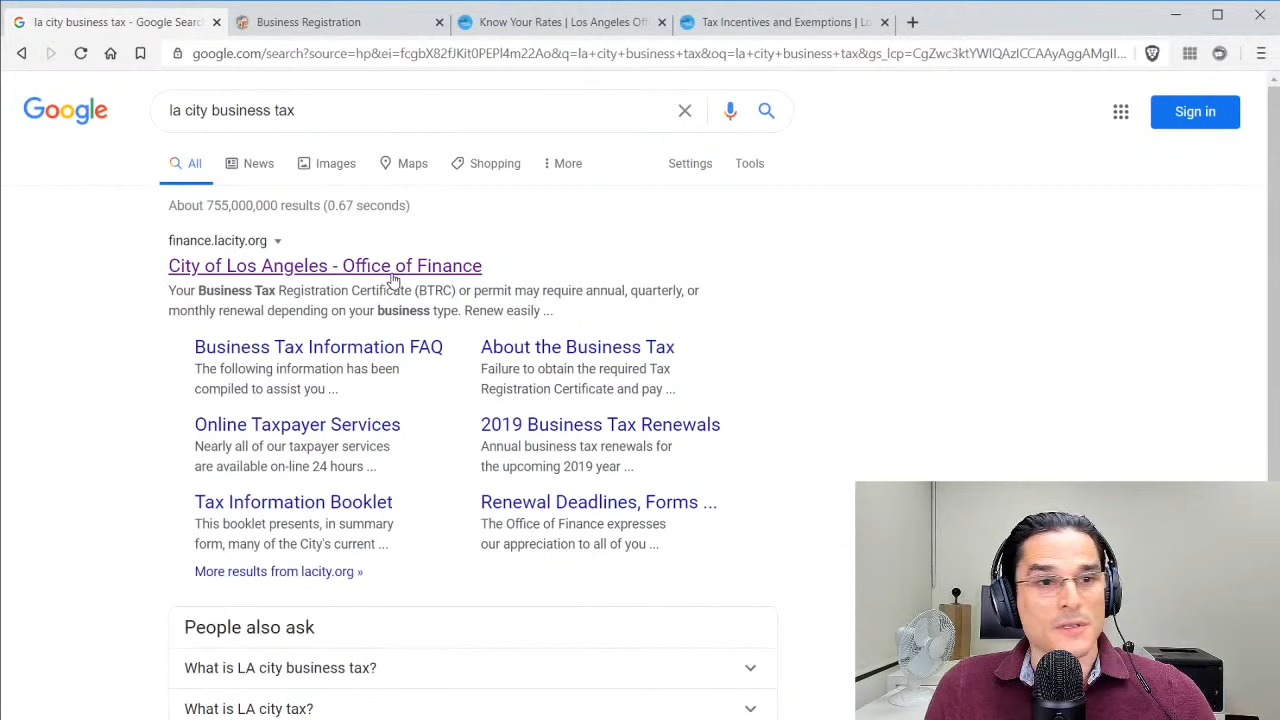 la city business tax - Google Searc
Business Registration
Know Your Rates | Los Angeles Off
Tax Incentives and Exemptions | Lo
google.com/search?source=hp&ei=fcgbX82fJKit0PEPl4m22Ao&q=la+city+business+tax&oq=la+city+business+tax&gs_lcp=CgZwc3ktYWIQAzICCAAyAggAMgII...
Google
la city business tax
Sign in
All
News
Images
Maps
Shopping
More
Settings
Tools
About 755,000,000 results (0.67 seconds)
finance.lacity.org
City of Los Angeles - Office of Finance
Your Business Tax Registration Certificate (BTRC) or permit may require annual, quarterly, or
monthly renewal depending on your business type. Renew easily ...
Business Tax Information FAQ
The following information has been
compiled to assist you ...
About the Business Tax
Failure to obtain the required Tax
Registration Certificate and pay ...
Online Taxpayer Services
Nearly all of our taxpayer services
are available on-line 24 hours ...
2019 Business Tax Renewals
Annual business tax renewals for
the upcoming 2019 year ...
Tax Information Booklet
This booklet presents, in summary
form, many of the City's current ...
Renewal Deadlines, Forms ...
The Office of Finance expresses
our appreciation to all of you ...
More results from lacity.org »
People also ask
What is LA city business tax?
What is LA city tax?